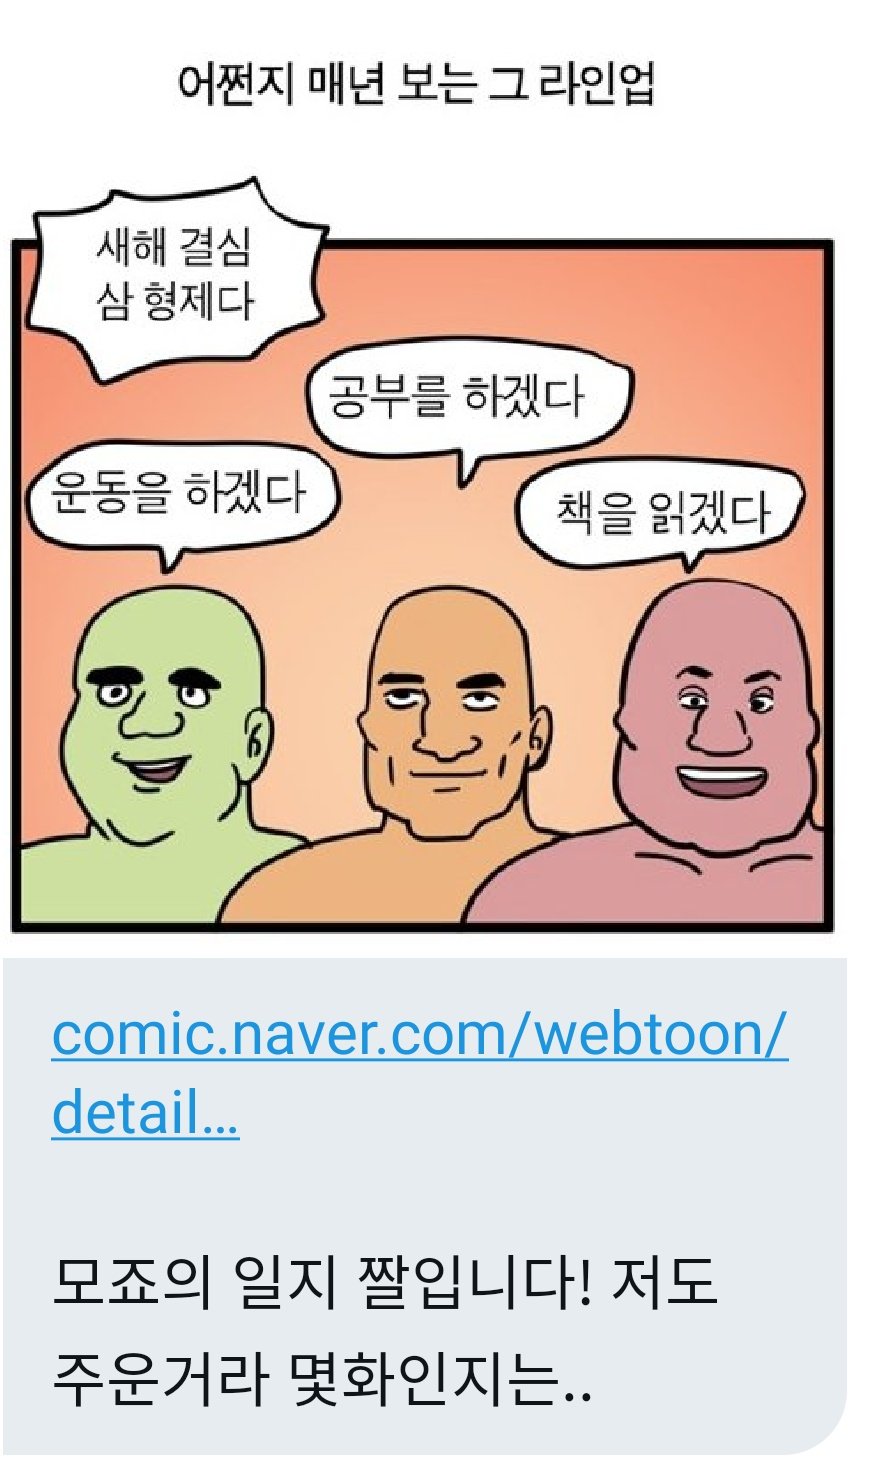 어쩐지 매년 보는 그 라인업
새해 결심
삼 형제다
공부를 하겠다
운동을 하겠다
책을 읽겠다
comic.naver.com/webtoon/
detail…
모죠의 일지 짤입니다! 저도
주운거라 몇화인지는..